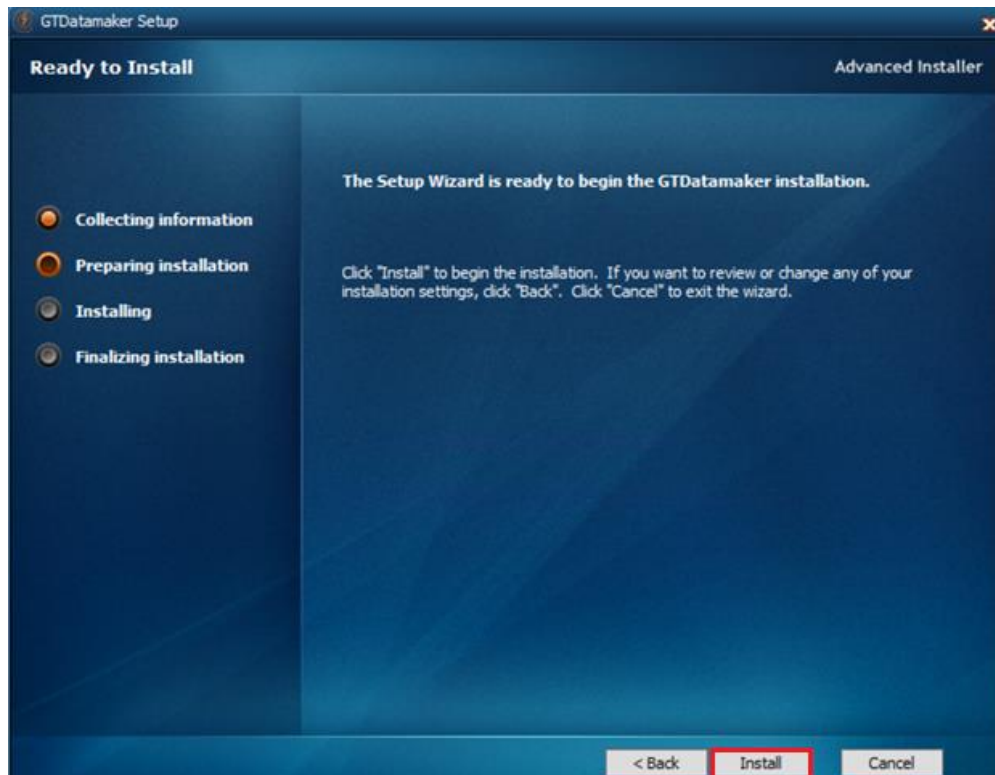 GTDatamaker Setup
Ready to Install
Advanced Installer
The Setup Wizard is ready to begin the GTDatamaker installation.
Collecting information
Preparing installation
Click "Install" to begin the installation. If you want to review or change any of your
installation settings, click "Back". Click "Cancel" to exit the wizard.
Installing
Finalizing installation
< Back
Install
Cancel